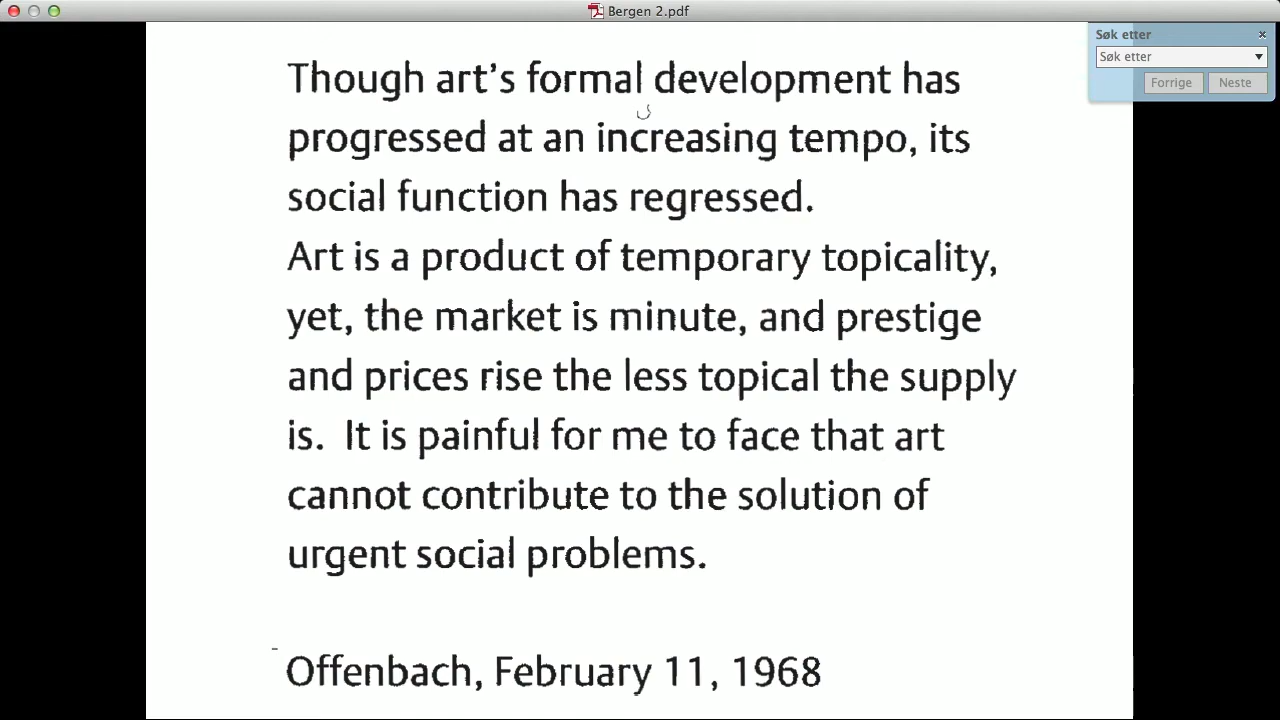 Bergen 2.pdf
Søk etter
Søk etter
Forrige Neste
Though art's formal development has
progressed at an increasing tempo, its
social function has regressed.
Art is a product of temporary topicality,
yet, the market is minute, and prestige
and prices rise the less topical the supply
is. It is painful for me to face that art
cannot contribute to the solution of
urgent social problems.
Offenbach, February 11, 1968